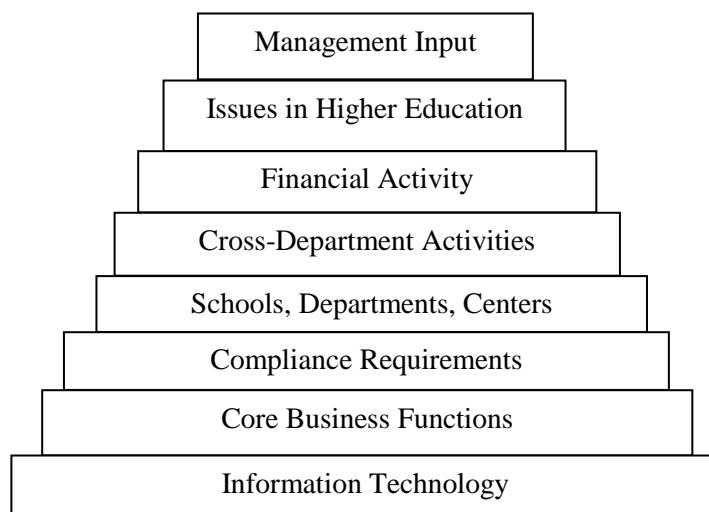 Management Input
Issues in Higher Education
Financial Activity
Cross-Department Activities
Schools, Departments, Centers
Compliance Requirements
Core Business Functions
Information Technology